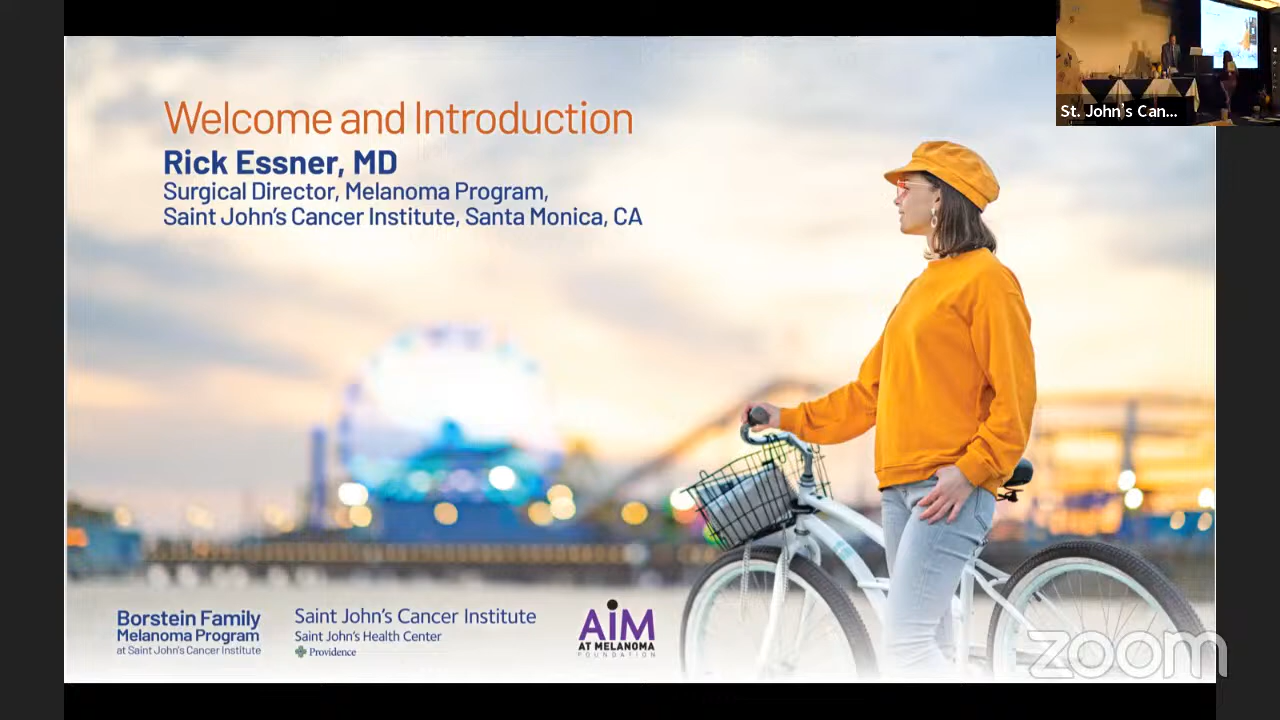 St. John's Can...
Welcome and Introduction
Rick Essner, MD
Surgical Director, Melanoma Program,
Saint John's Cancer Institute, Santa Monica, CA
Borstein Family
Melanoma Program
at Saint John's Cancer Institute
Saint John's Cancer Institute
Saint John's Health Center
Providence
AiM
AT MELANOMA
FOUNDATION
zoom